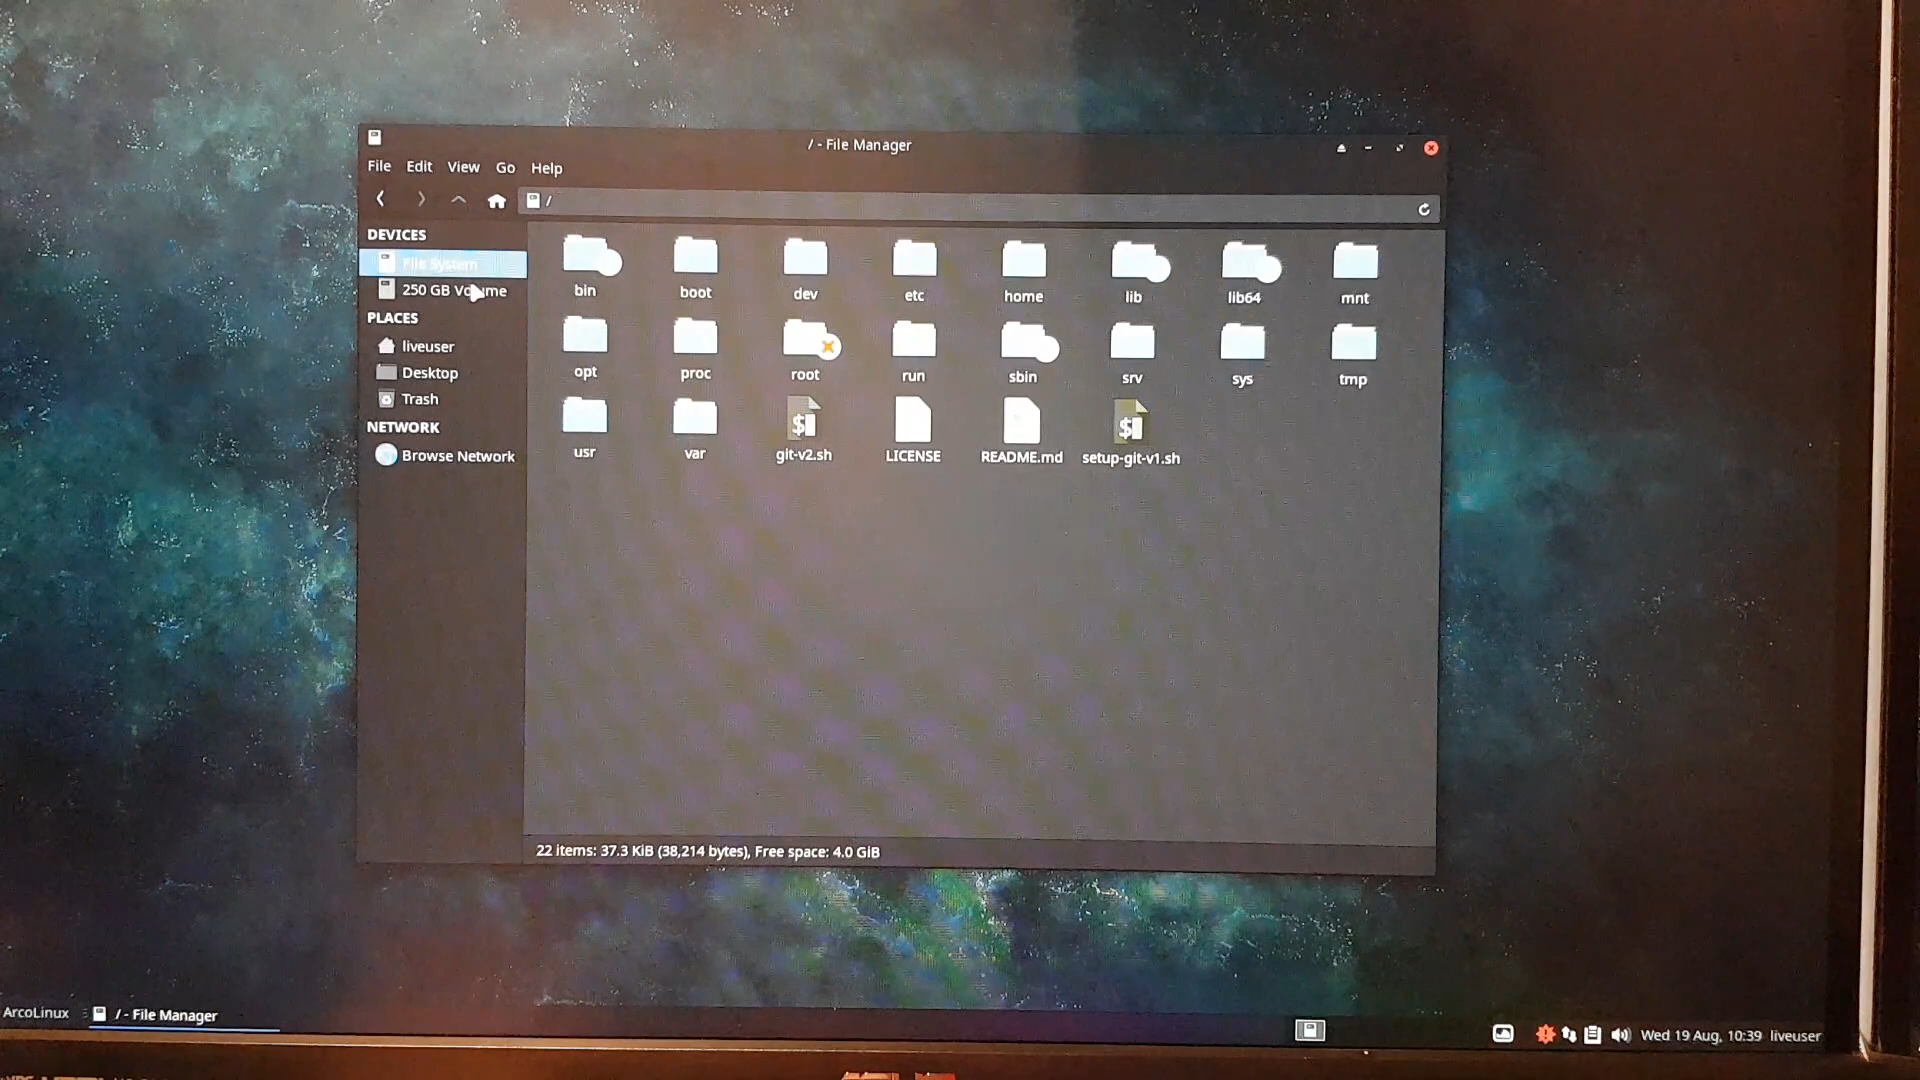 / - File Manager
File Edit View Go Help
/
DEVICES
File System
250 GB Volume
PLACES
liveuser
Desktop
Trash
NETWORK
Browse Network
bin boot dev etc home lib lib64 mnt
opt proc root run sbin srv sys tmp
usr var git-v2.sh LICENSE README.md setup-git-v1.sh
22 items: 37.3 KiB (38,214 bytes), Free space: 4.0 GiB
ArcoLinux / - File Manager Wed 19 Aug, 10:39 liveuser